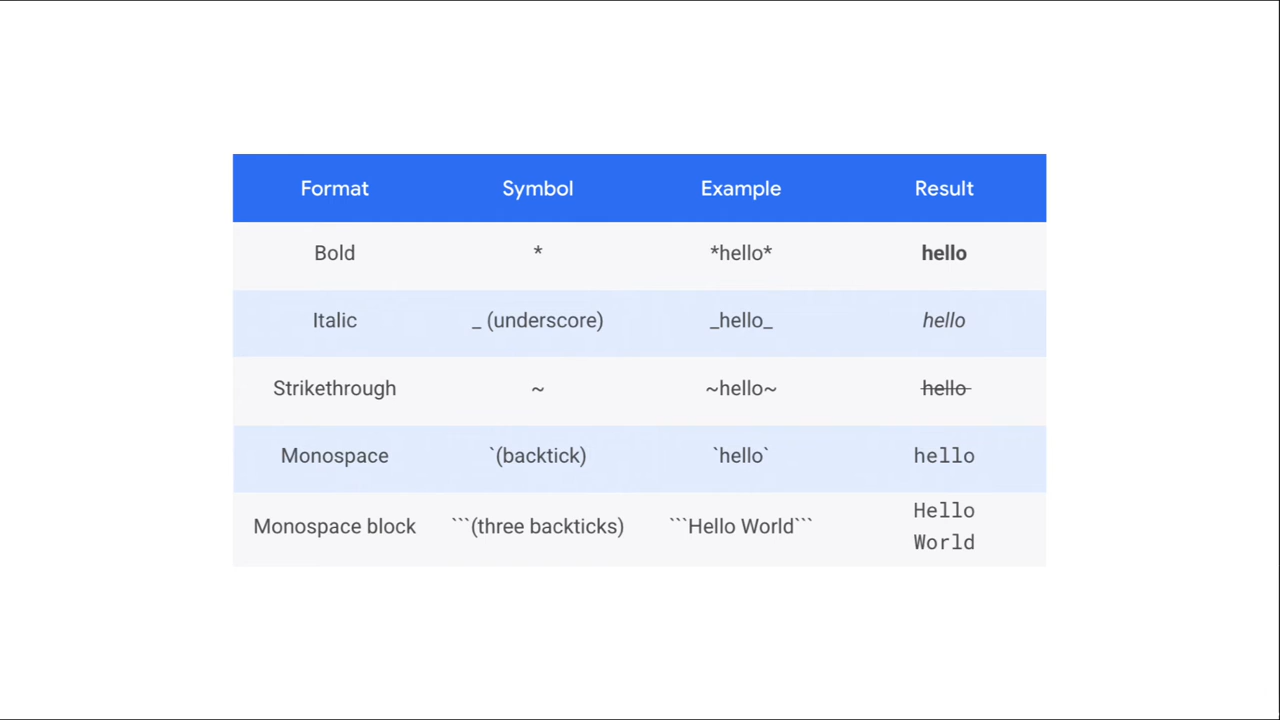 Format Symbol Example Result
Bold * *hello* hello
Italic _ (underscore) _hello_ hello
Strikethrough ~ ~hello~ hello
Monospace `(backtick) `hello` hello
Monospace block ```(three backticks) ```Hello World``` Hello
World